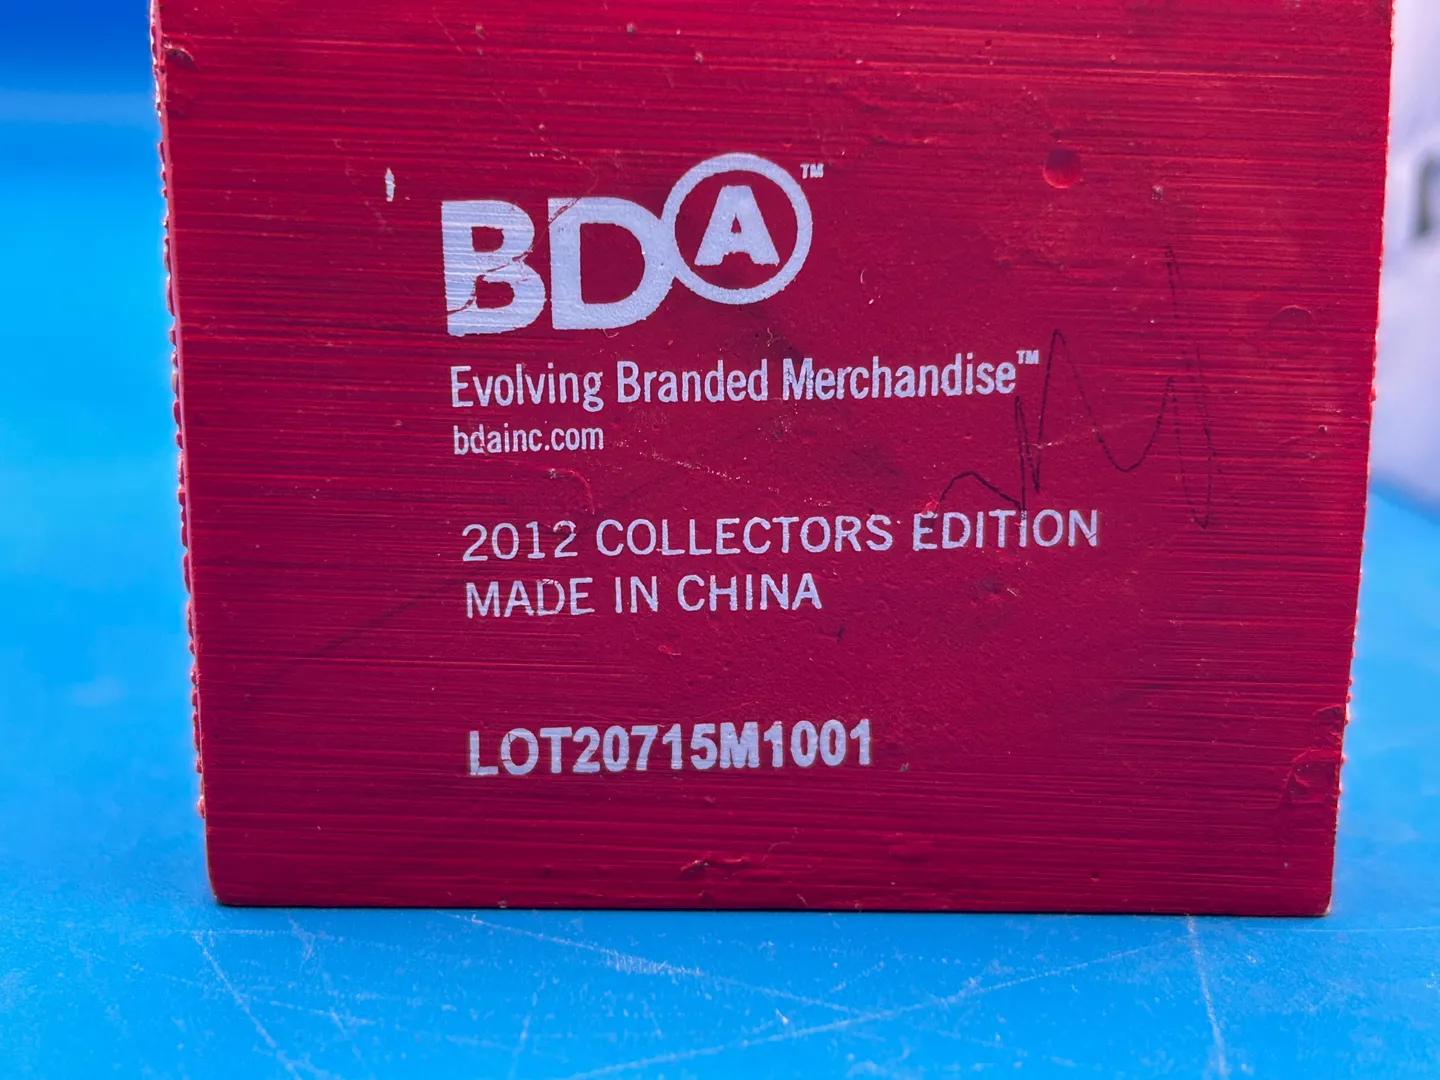 BDA™
Evolving Branded Merchandise™
bdainc.com
2012 COLLECTORS EDITION
MADE IN CHINA
LOT20715M1001